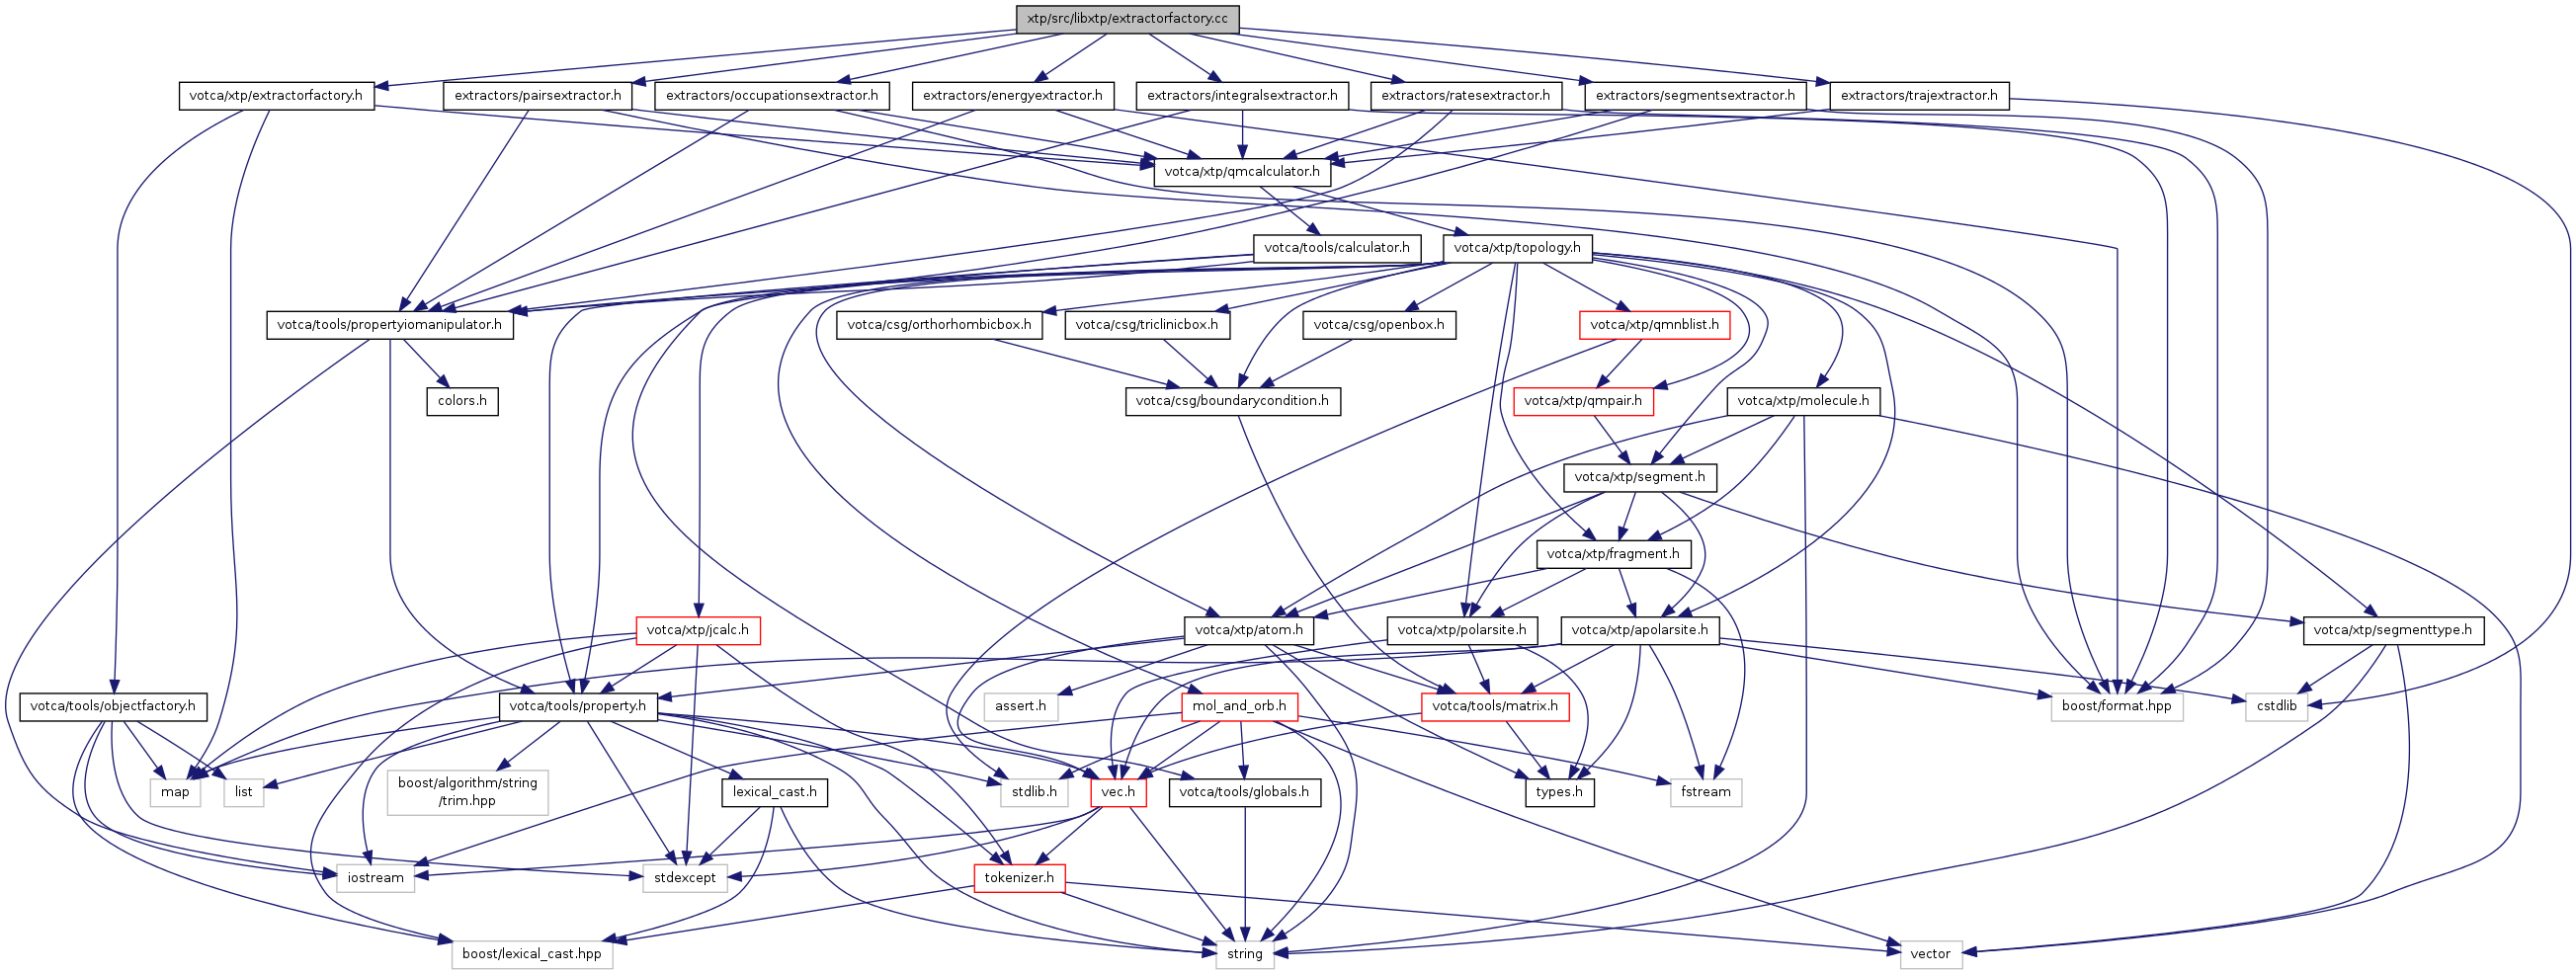 xtp/src/libxtp/extractorfactory.cc
votca/xtp/extractorfactory.h
extractors/pairsextractor.h
extractors/occupationsextractor.h
extractors/energyextractor.h
extractors/integralsextractor.h
extractors/ratesextractor.h
extractors/segmentsextractor.h
extractors/trajextractor.h
votca/xtp/qmcalculator.h
votca/tools/calculator.h
votca/xtp/topology.h
votca/tools/propertyiomanipulator.h
votca/csg/orthorhombicbox.h
votca/csg/triclinicbox.h
votca/csg/openbox.h
votca/xtp/qmnblist.h
colors.h
votca/csg/boundarycondition.h
votca/xtp/qmpair.h
votca/xtp/molecule.h
votca/xtp/segment.h
votca/xtp/fragment.h
votca/xtp/jcalc.h
votca/xtp/atom.h
votca/xtp/polarsite.h
votca/xtp/apolarsite.h
votca/xtp/segmenttype.h
votca/tools/objectfactory.h
votca/tools/property.h
assert.h
mol_and_orb.h
votca/tools/matrix.h
boost/format.hpp
cstdlib
map
list
boost/algorithm/string
/trim.hpp
lexical_cast.h
stdlib.h
vec.h
votca/tools/globals.h
types.h
fstream
iostream
stdexcept
tokenizer.h
boost/lexical_cast.hpp
string
vector